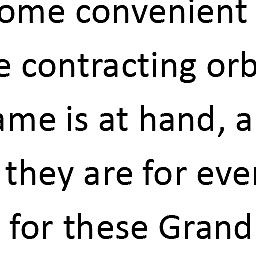 ome convenient
e contracting orb
ame is at hand, a
they are for ever
for these Grand